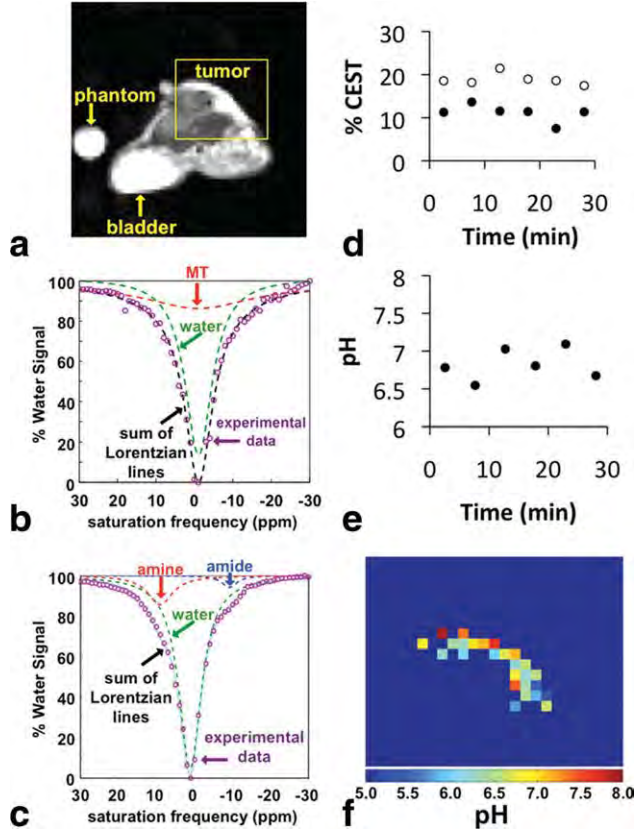 tumor
phantom
bladder
a
100
80
60
40
20
0
MT
water
sum of
Lorentzian
lines
experimental
data
% Water Signal
30 20 10 0 -10 -20 -30
saturation frequency (ppm)
b
100
80
60
40
20
0
amine
amide
water
sum of
Lorentzian
lines
experimental
data
% Water Signal
30 20 10 0 -10 -20 -30
saturation frequency (ppm)
c
30
20
10
0
% CEST
0 10 20 30
Time (min)
d
8
7.5
7
6.5
6
pH
0 10 20 30
Time (min)
e
5.0 5.5 6.0 6.5 7.0 7.5 8.0
pH
f